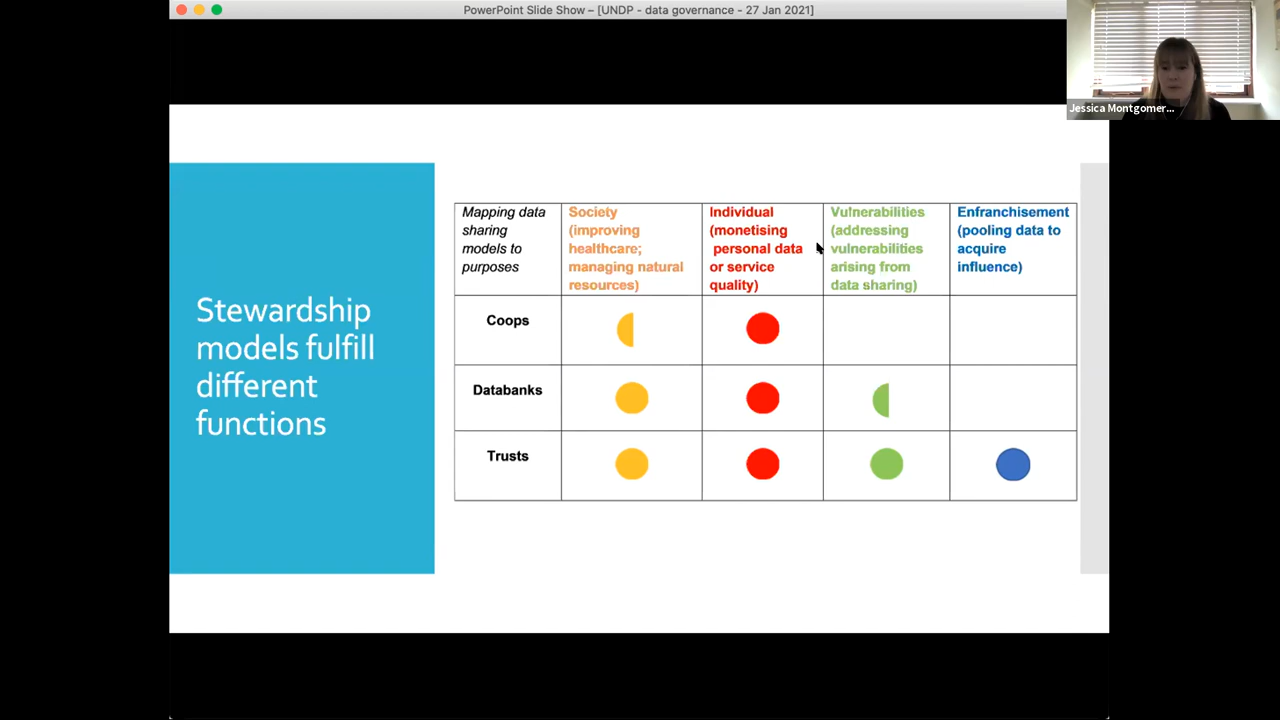 PowerPoint Slide Show – [UNDP - data governance - 27 Jan 2021]
Jessica Montgomer...
Stewardship
models fulfill
different
functions
Mapping data
sharing
models to
purposes
Society
(improving
healthcare;
managing natural
resources)
Individual
(monetising
personal data
or service
quality)
Vulnerabilities
(addressing
vulnerabilities
arising from
data sharing)
Enfranchisement
(pooling data to
acquire
influence)
Coops
Databanks
Trusts